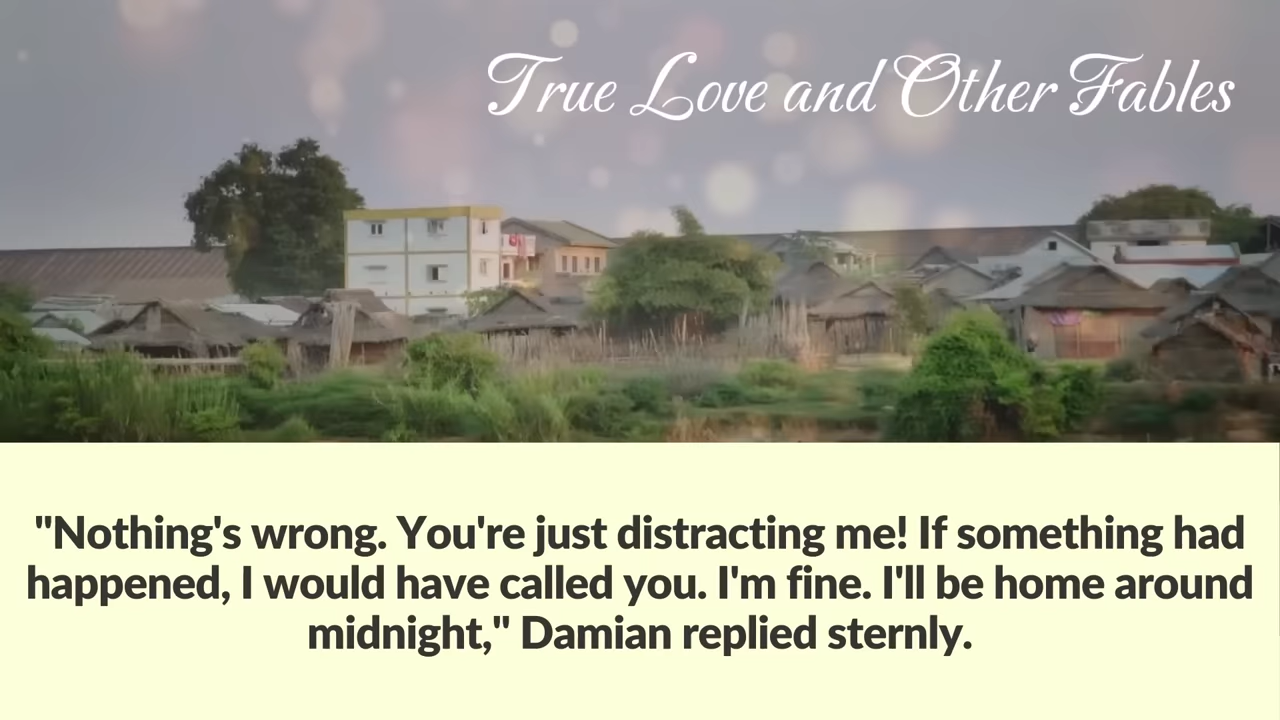 True Love and Other Fables
"Nothing's wrong. You're just distracting me! If something had
happened, I would have called you. I'm fine. I'll be home around
midnight," Damian replied sternly.